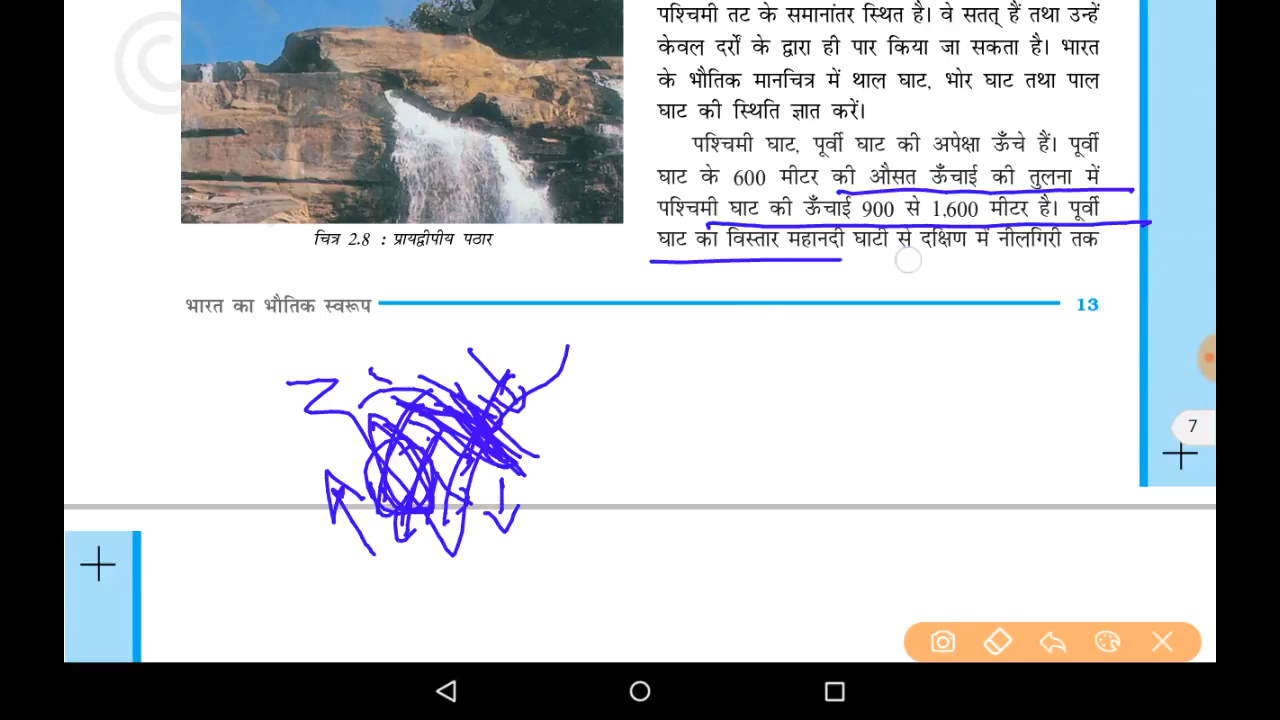 पश्चिमी तट के समानांतर स्थित है। वे सतत् हैं तथा उन्हें
केवल दर्रों के द्वारा ही पार किया जा सकता है। भारत
के भौतिक मानचित्र में थाल घाट, भोर घाट तथा पाल
घाट की स्थिति ज्ञात करें।
पश्चिमी घाट, पूर्वी घाट की अपेक्षा ऊँचे हैं। पूर्वी
घाट के 600 मीटर की औसत ऊँचाई की तुलना में
पश्चिमी घाट की ऊँचाई 900 से 1,600 मीटर है। पूर्वी
घाट का विस्तार महानदी घाटी से दक्षिण में नीलगिरी तक
चित्र 2.8 : प्रायद्वीपीय पठार
भारत का भौतिक स्वरूप 13
7